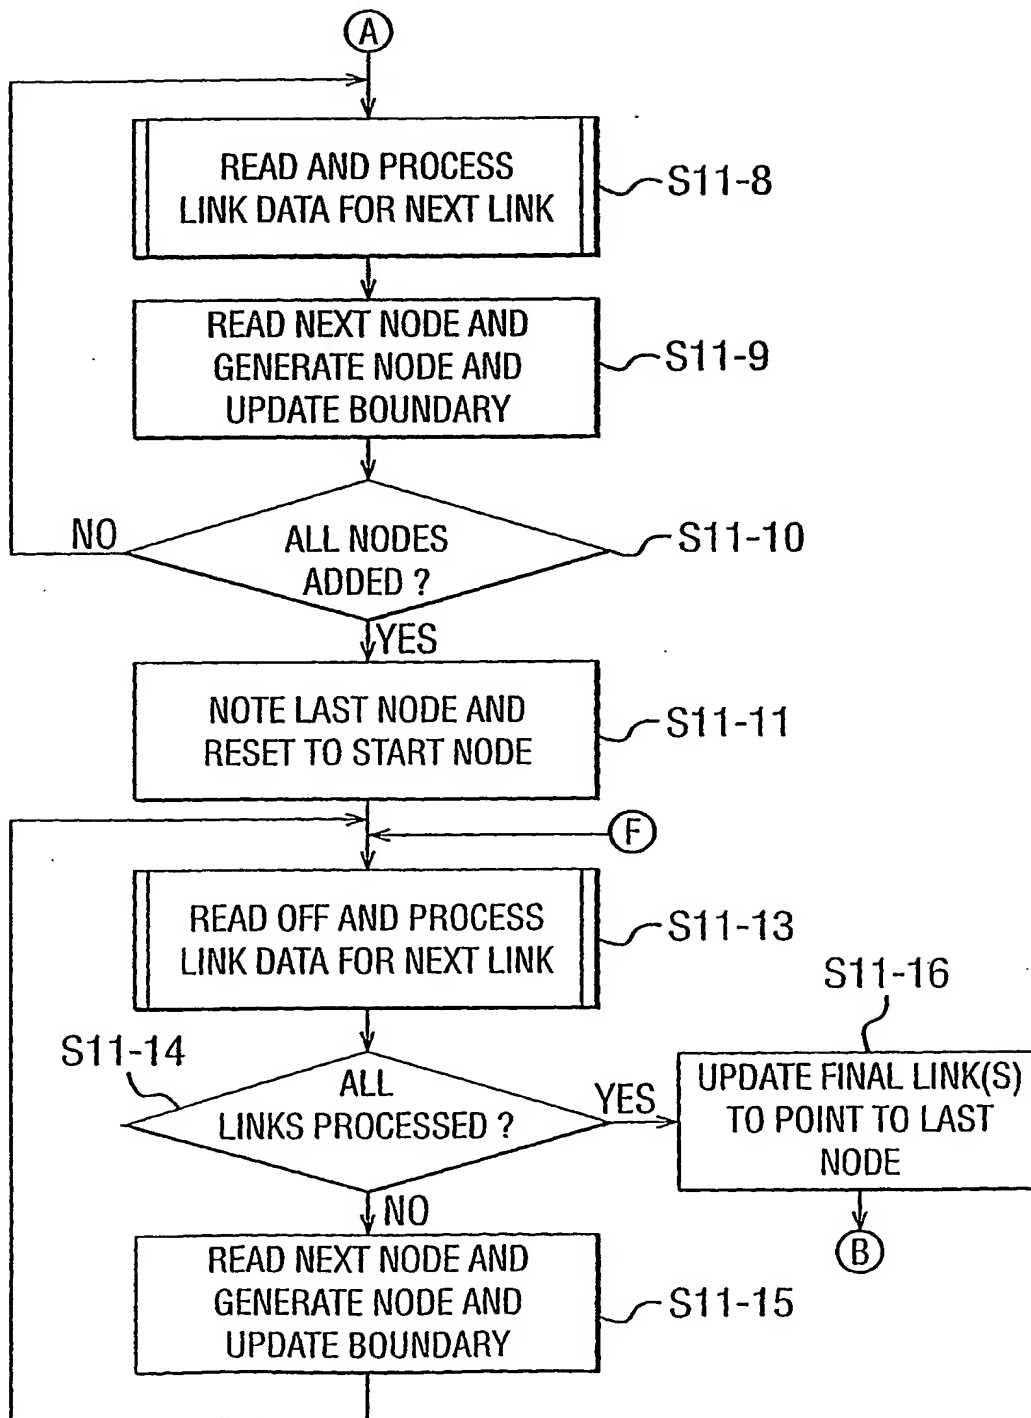 A
READ AND PROCESS
LINK DATA FOR NEXT LINK
S11-8
READ NEXT NODE AND
GENERATE NODE AND
UPDATE BOUNDARY
S11-9
NO
ALL NODES
ADDED ?
S11-10
YES
NOTE LAST NODE AND
RESET TO START NODE
S11-11
F
READ OFF AND PROCESS
LINK DATA FOR NEXT LINK
S11-13
S11-14
ALL
LINKS PROCESSED ?
YES
S11-16
UPDATE FINAL LINK(S)
TO POINT TO LAST
NODE
B
NO
READ NEXT NODE AND
GENERATE NODE AND
UPDATE BOUNDARY
S11-15